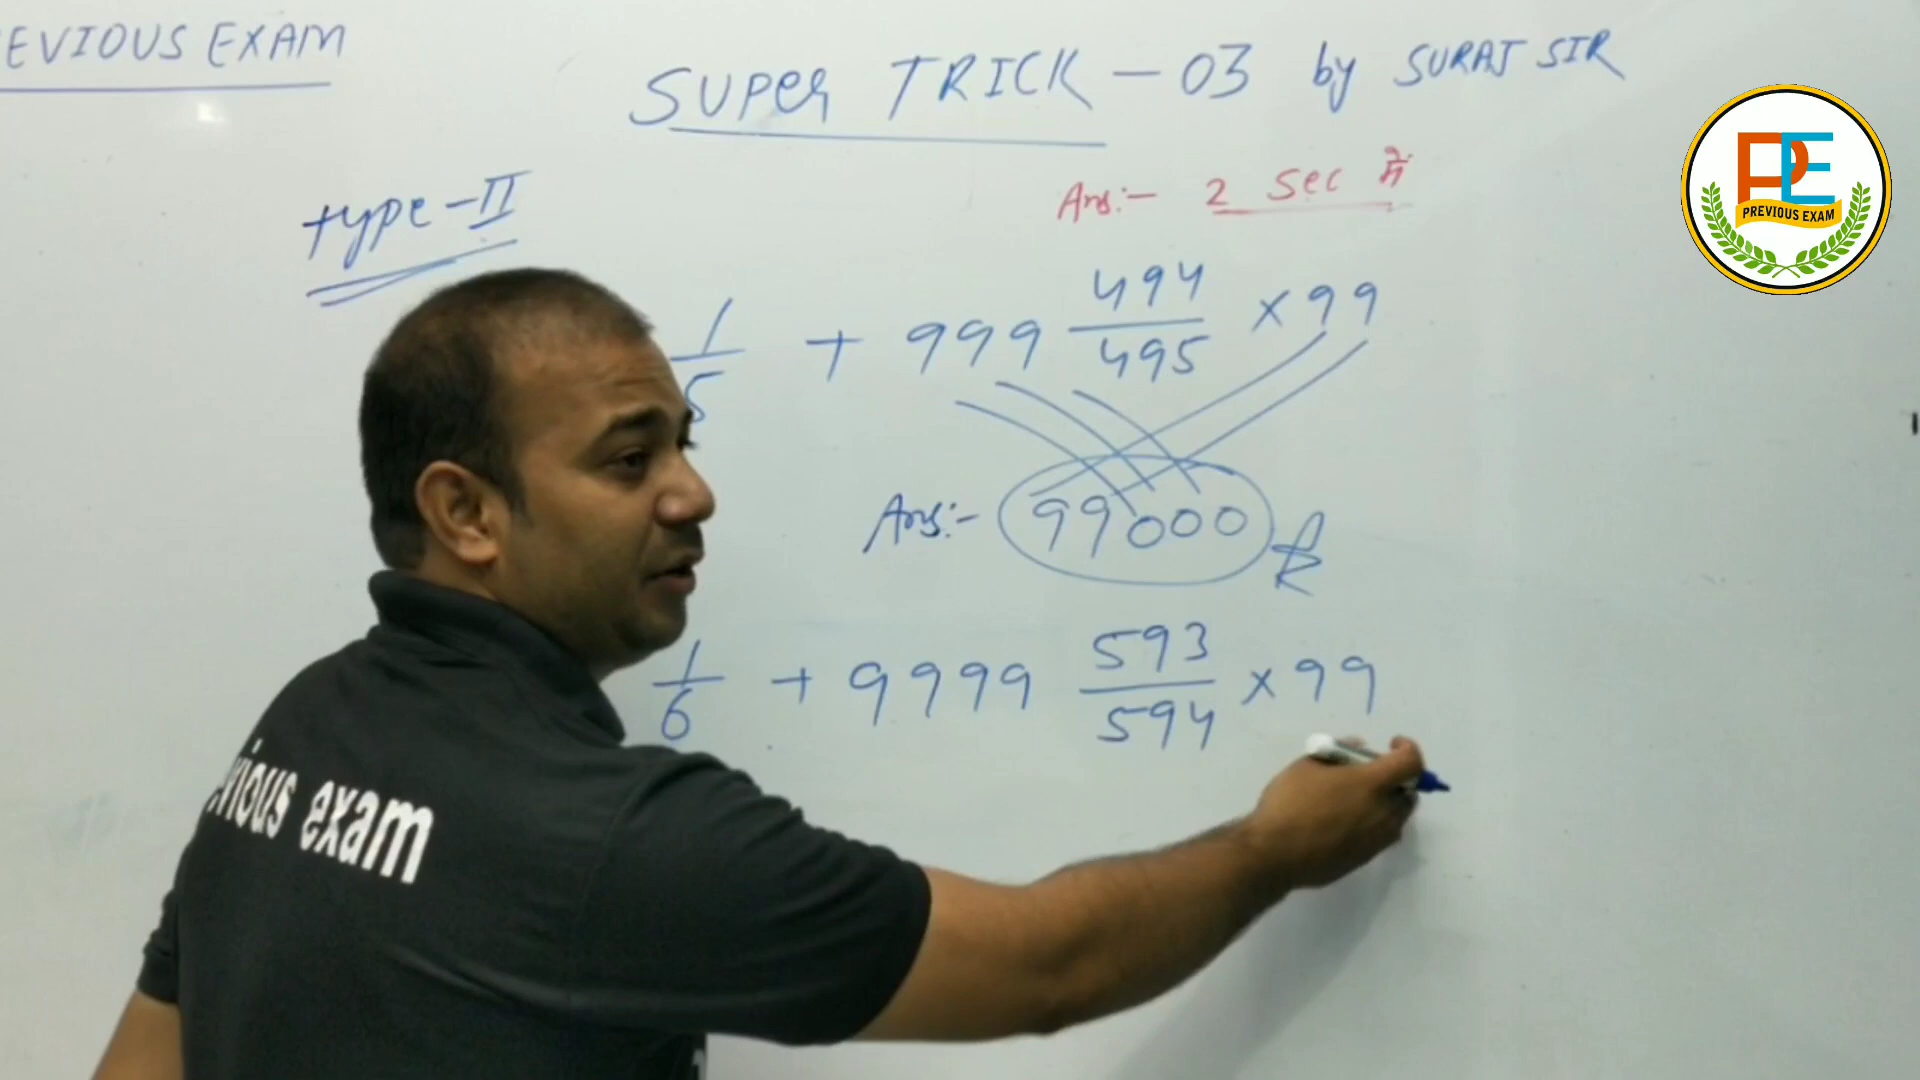 EVIOUS EXAM
SUPER TRICK - 03 by SURAJ SIR
PE
PREVIOUS EXAM
type-II
Ans:- 2 Sec में
1/5 + 999 494/495 × 99
Ans:- 99000
1/6 + 9999 593/594 × 99
vious exam